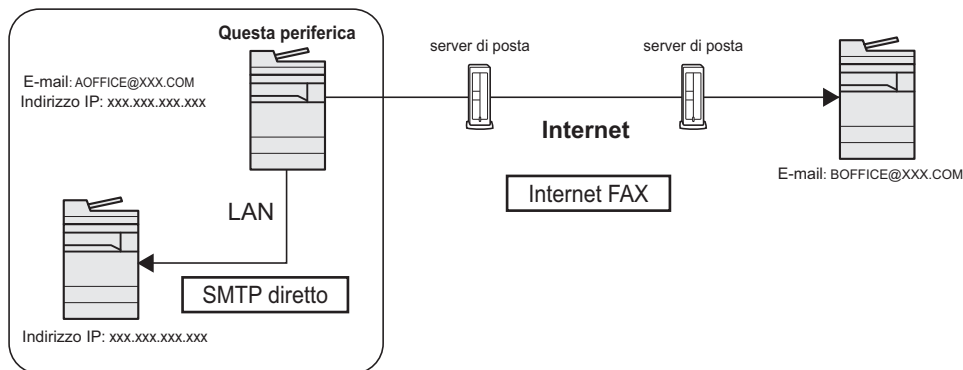 Questa periferica
server di posta
server di posta
E-mail: AOFFICE@XXX.COM
Indirizzo IP: xxx.xxx.xxx.xxx
Internet
E-mail: BOFFICE@XXX.COM
Internet FAX
LAN
SMTP diretto
Indirizzo IP: xxx.xxx.xxx.xxx